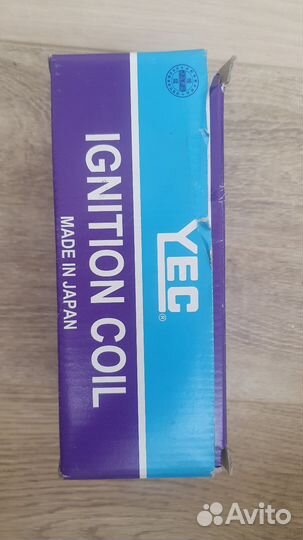 YEC®
IGNITION COIL
MADE IN JAPAN
Avito